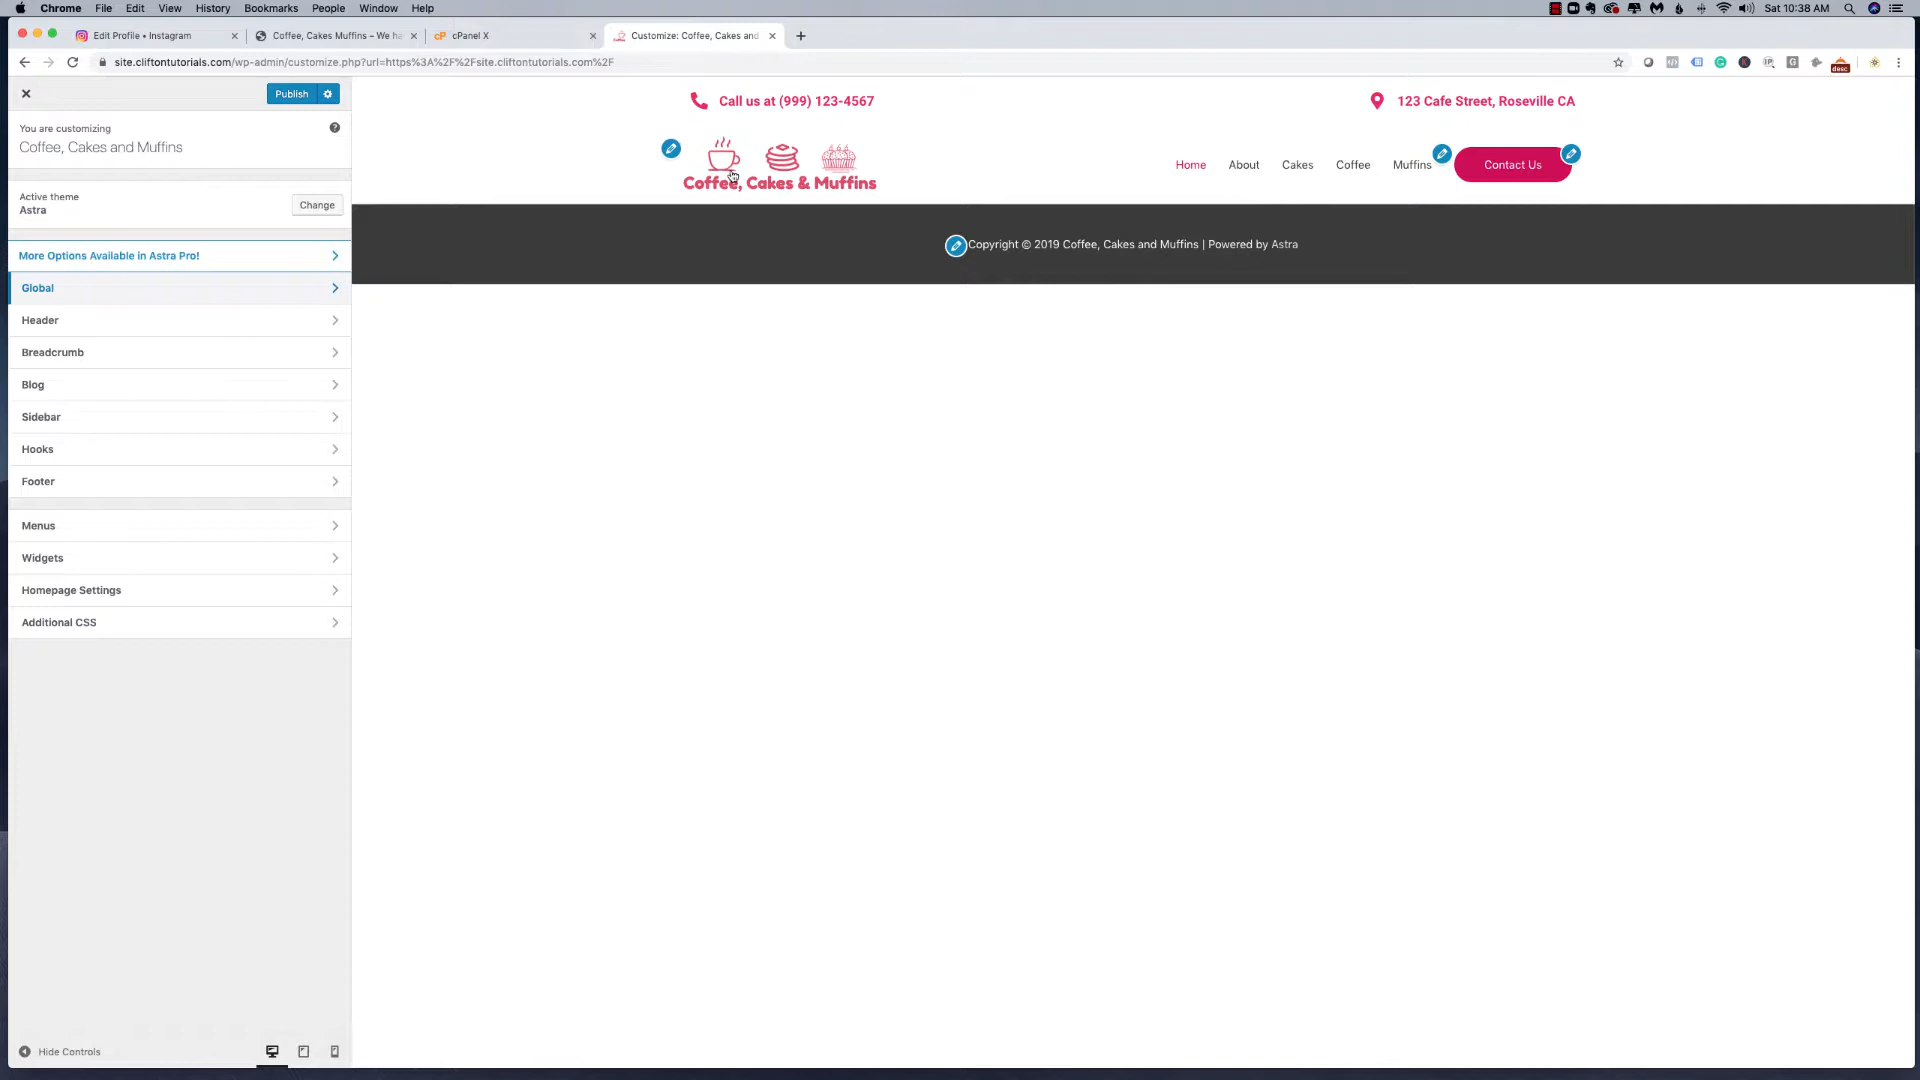 Chrome File Edit View History Bookmarks People Window Help Sat 10:38 AM
Edit Profile • Instagram Coffee, Cakes Muffins – We ha cPanel X Customize: Coffee, Cakes and
site.cliftontutorials.com/wp-admin/customize.php?url=https%3A%2F%2Fsite.cliftontutorials.com%2F
desc
Publish
You are customizing
Coffee, Cakes and Muffins
Active theme
Astra
Change
More Options Available in Astra Pro!
Global
Header
Breadcrumb
Blog
Sidebar
Hooks
Footer
Menus
Widgets
Homepage Settings
Additional CSS
Hide Controls
Call us at (999) 123-4567
123 Cafe Street, Roseville CA
Coffee, Cakes & Muffins
Home About Cakes Coffee Muffins Contact Us
Copyright © 2019 Coffee, Cakes and Muffins | Powered by Astra